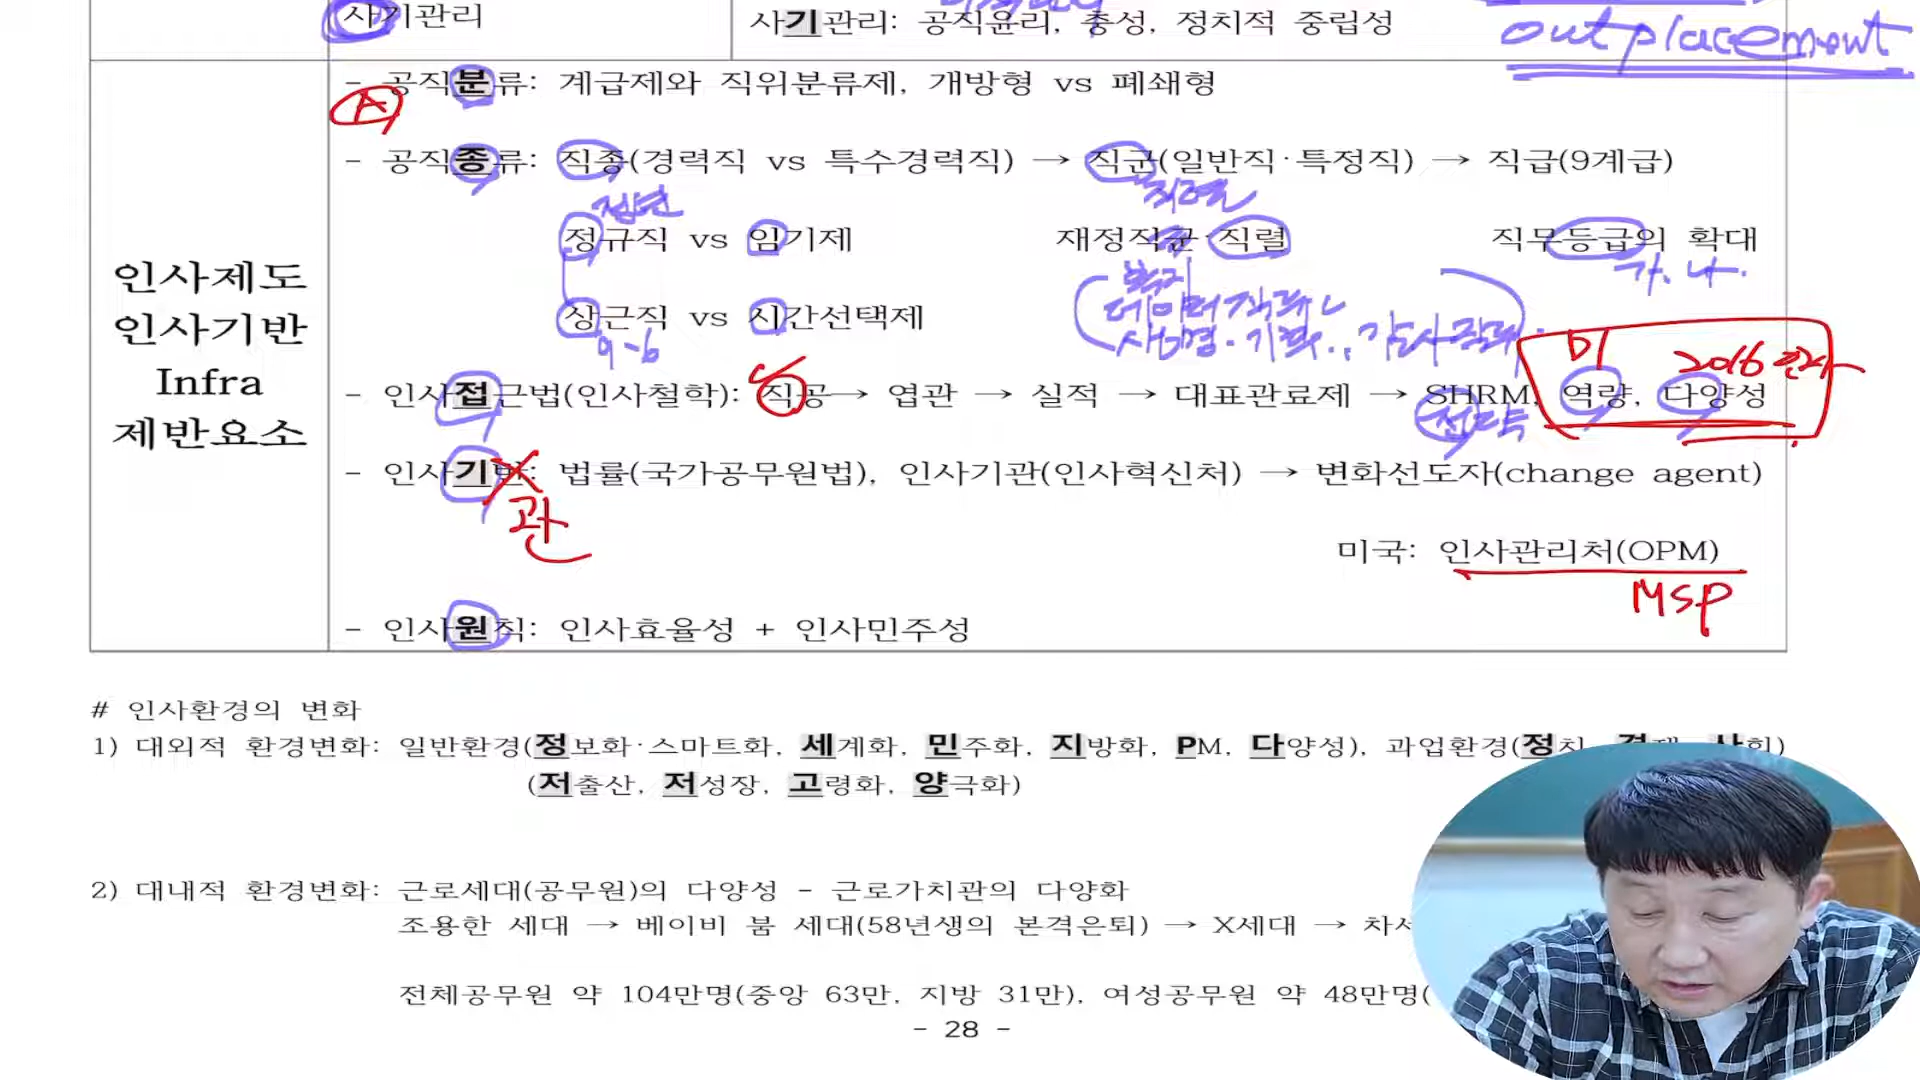 사기관리
사기관리: 공직윤리, 충성, 정치적 중립성
outplacement
- 공직분류: 계급제와 직위분류제, 개방형 vs 폐쇄형
A
- 공직종류: 직종(경력직 vs 특수경력직) → 직군(일반직·특정직) → 직급(9계급)
직렬
정규직 vs 임기제
재정직군·직렬
직무등급의 확대
가. 나.
데이터직류
상근직 vs 시간선택제
9-6
인사제도
인사기반
Infra
제반요소
2016 인사
- 인사접근법(인사철학): 직공→ 엽관 → 실적 → 대표관료제 → SHRM, 역량, 다양성
전략
- 인사기반: 법률(국가공무원법), 인사기관(인사혁신처) → 변화선도자(change agent)
관
미국: 인사관리처(OPM)
MSP
- 인사원칙: 인사효율성 + 인사민주성
# 인사환경의 변화
1) 대외적 환경변화: 일반환경(정보화·스마트화, 세계화, 민주화, 지방화, PM, 다양성), 과업환경(정치
(저출산, 저성장, 고령화, 양극화)
2) 대내적 환경변화: 근로세대(공무원)의 다양성 - 근로가치관의 다양화
조용한 세대 → 베이비 붐 세대(58년생의 본격은퇴) → X세대 →
전체공무원 약 104만명(중앙 63만, 지방 31만), 여성공무원 약 48만명(
- 28 -